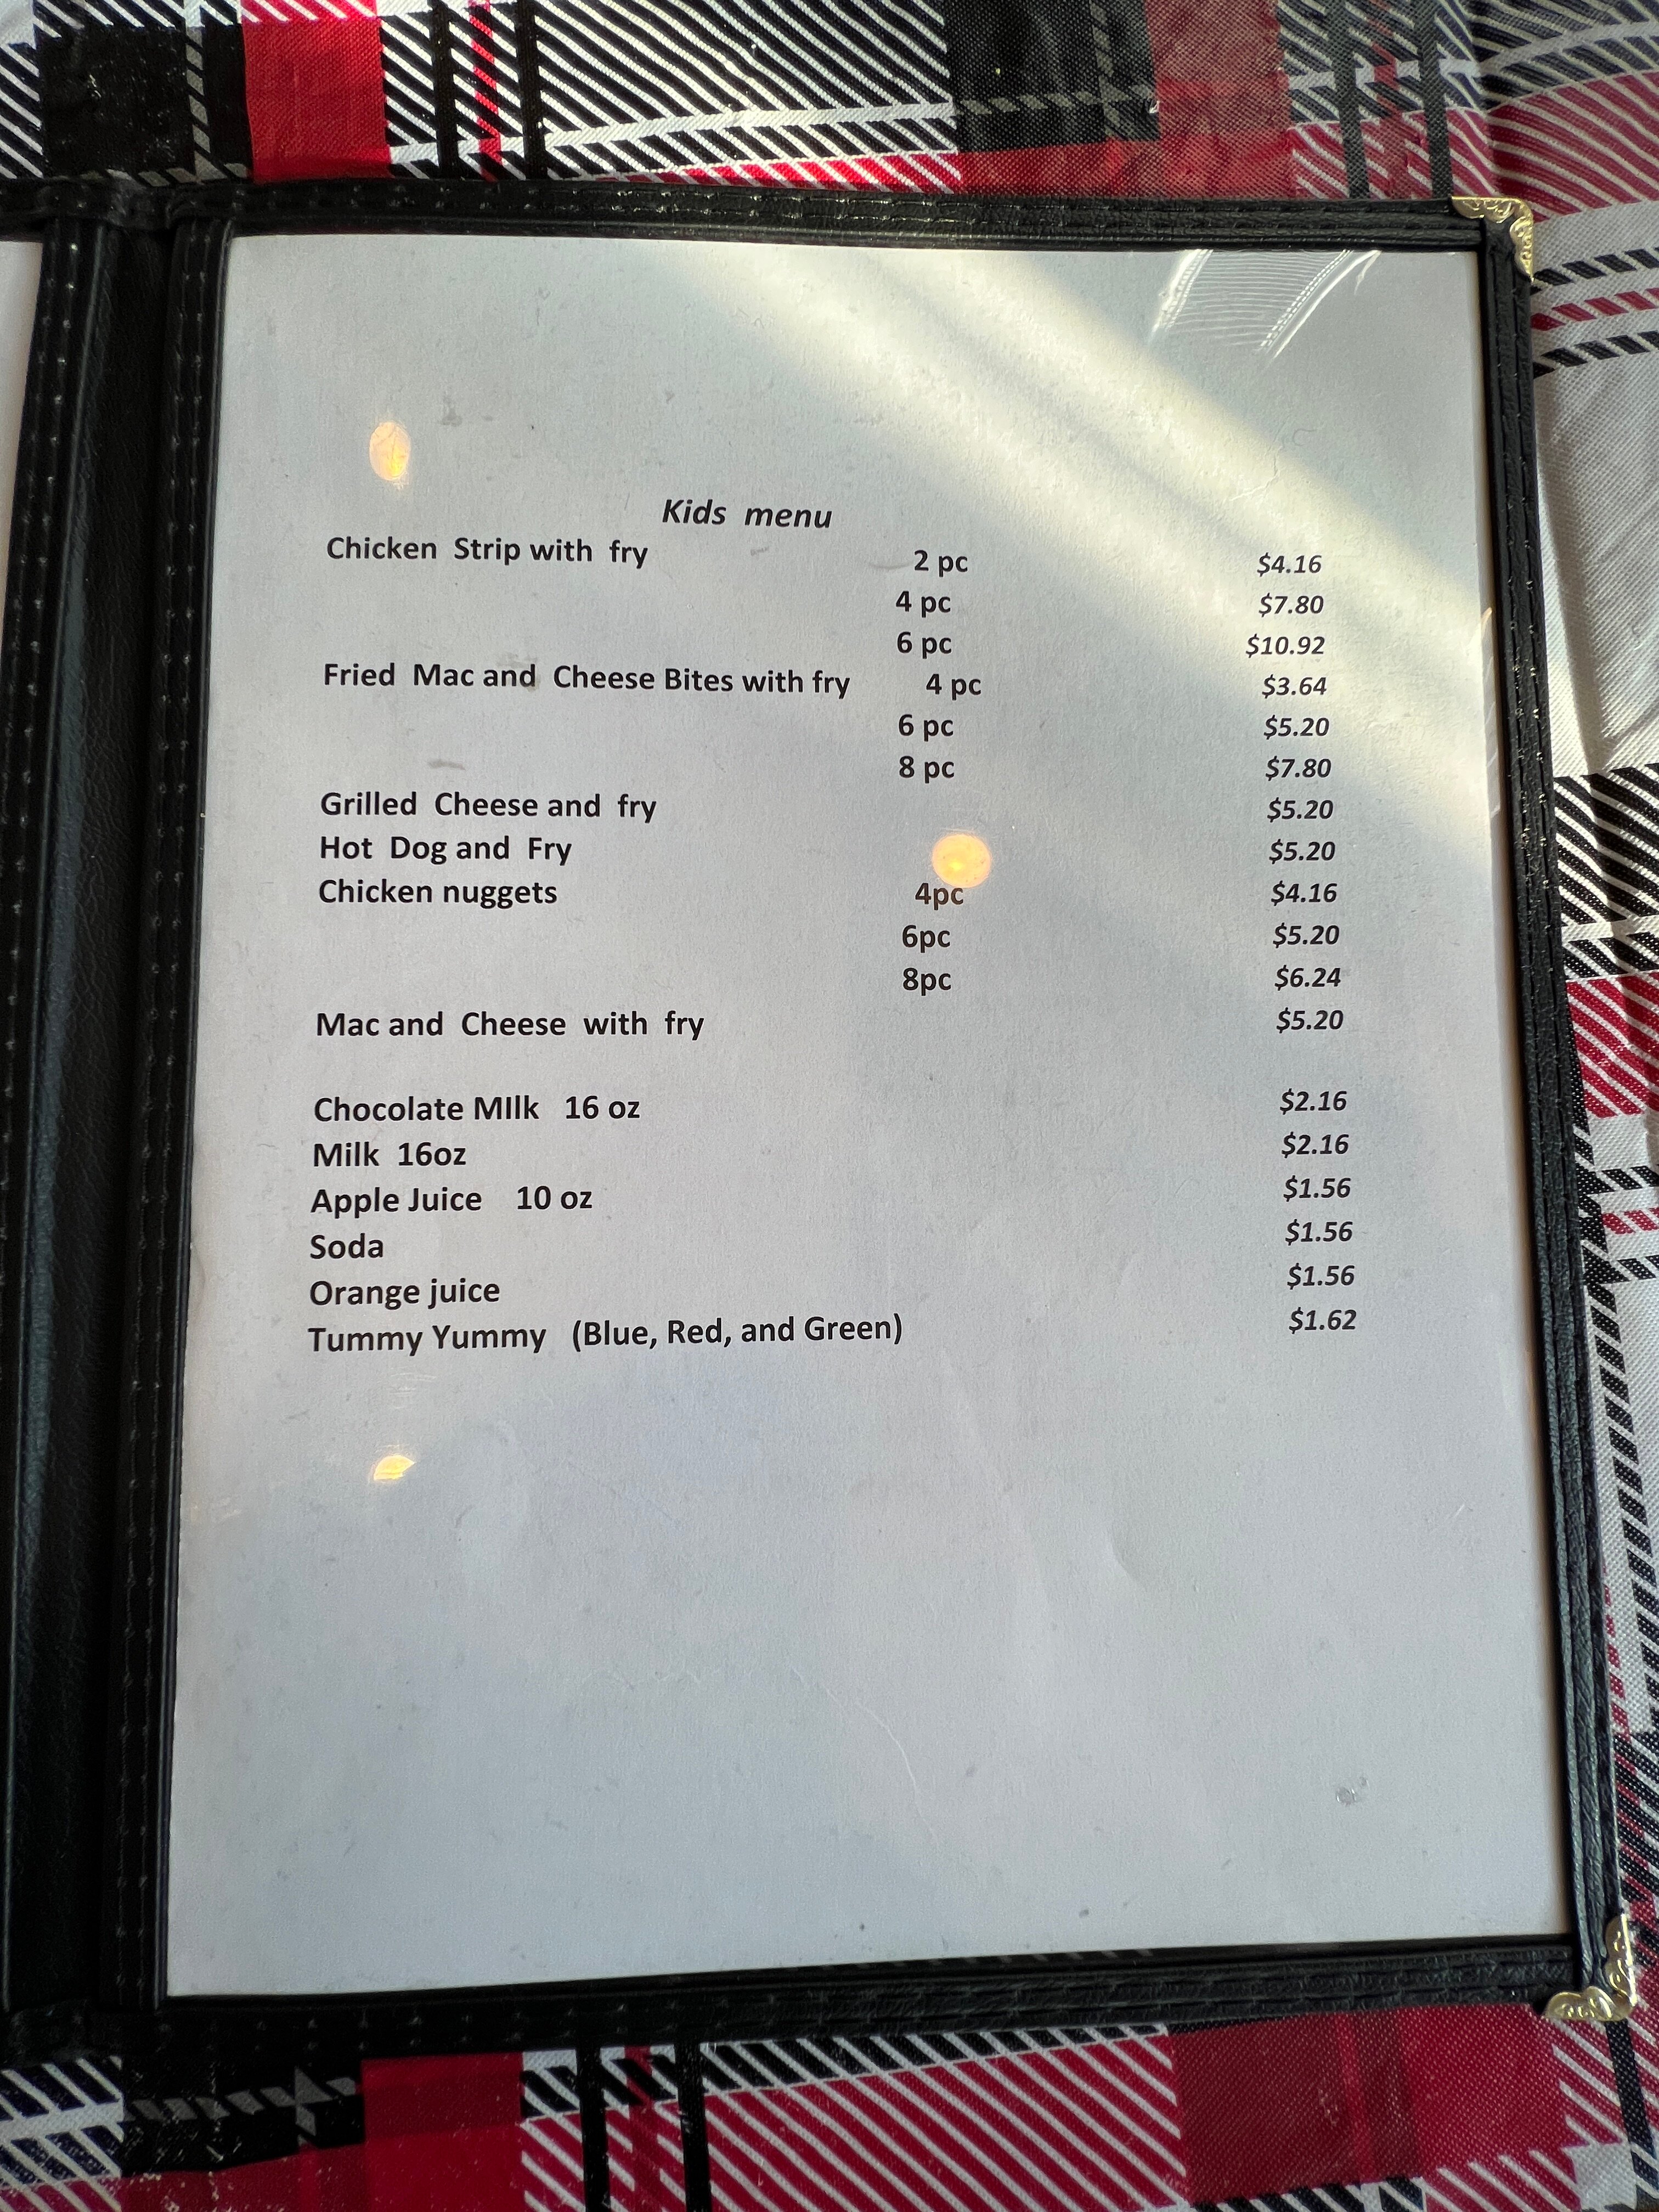 Kids menu
Chicken Strip with fry 2 pc $4.16
4 pc $7.80
6 pc $10.92
Fried Mac and Cheese Bites with fry 4 pc $3.64
6 pc $5.20
8 pc $7.80
Grilled Cheese and fry $5.20
Hot Dog and Fry $5.20
Chicken nuggets 4pc $4.16
6pc $5.20
8pc $6.24
Mac and Cheese with fry $5.20
Chocolate MIlk 16 oz $2.16
Milk 16oz $2.16
Apple Juice 10 oz $1.56
Soda $1.56
Orange juice $1.56
Tummy Yummy (Blue, Red, and Green) $1.62